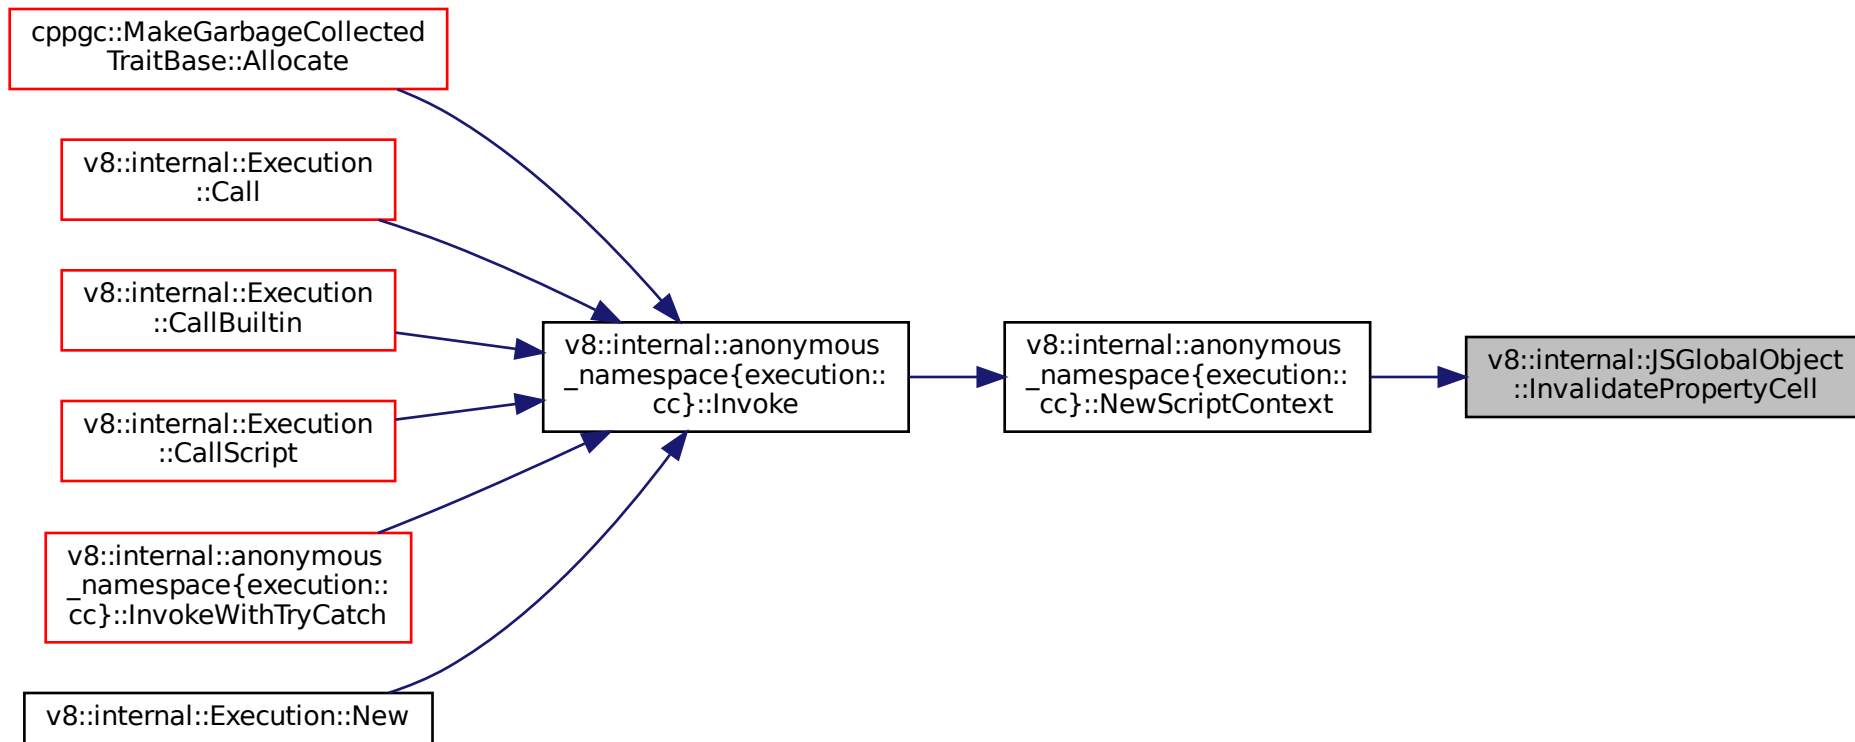 cppgc::MakeGarbageCollected
TraitBase::Allocate
v8::internal::Execution
::Call
v8::internal::Execution
::CallBuiltin
v8::internal::Execution
::CallScript
v8::internal::anonymous
_namespace{execution::
cc}::InvokeWithTryCatch
v8::internal::Execution::New
v8::internal::anonymous
_namespace{execution::
cc}::Invoke
v8::internal::anonymous
_namespace{execution::
cc}::NewScriptContext
v8::internal::JSGlobalObject
::InvalidatePropertyCell